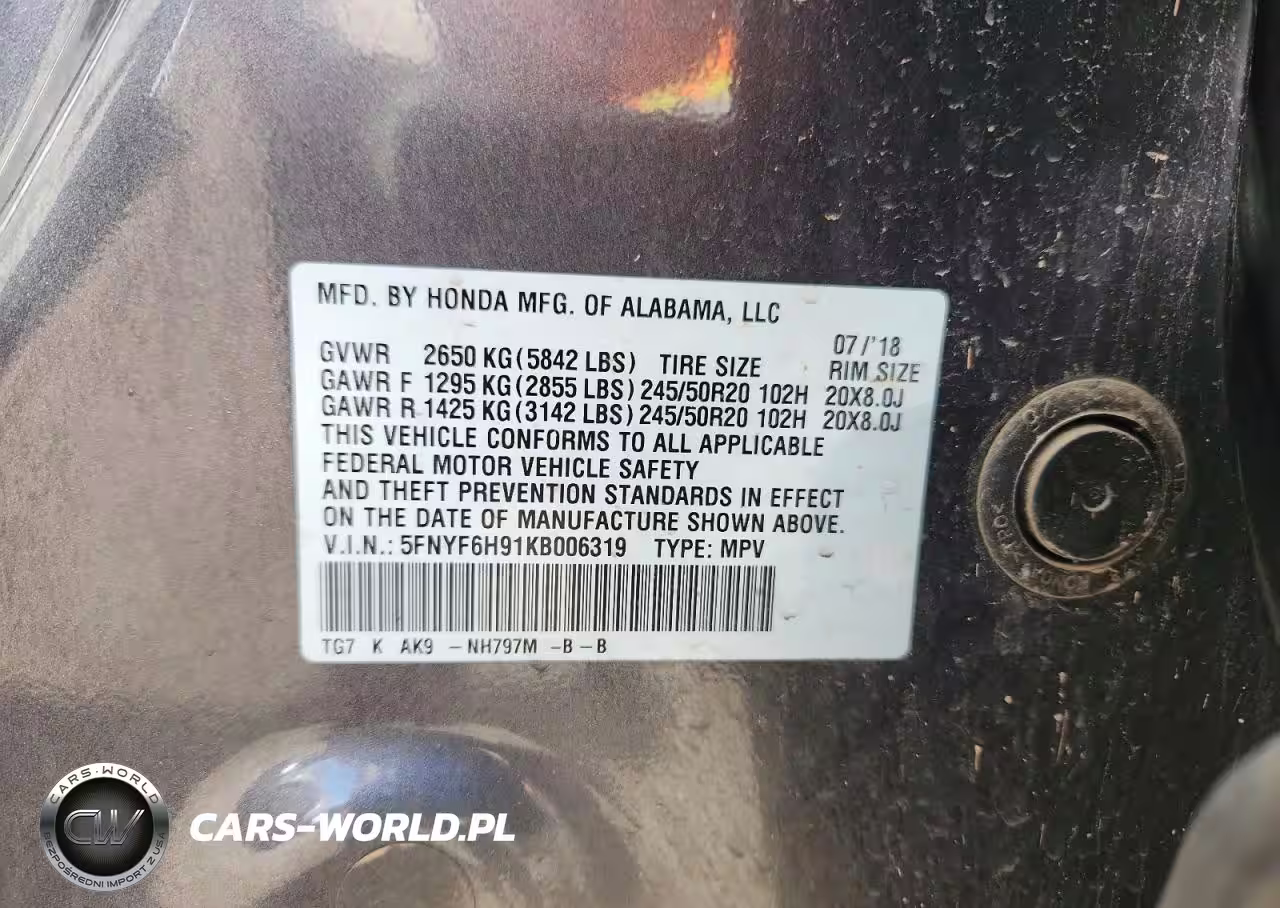 MFD. BY HONDA MFG. OF ALABAMA, LLC
07/'18
GVWR 2650 KG (5842 LBS) TIRE SIZE RIM SIZE
GAWR F 1295 KG (2855 LBS) 245/50R20 102H 20X8.0J
GAWR R 1425 KG (3142 LBS) 245/50R20 102H 20X8.0J
THIS VEHICLE CONFORMS TO ALL APPLICABLE
FEDERAL MOTOR VEHICLE SAFETY
AND THEFT PREVENTION STANDARDS IN EFFECT
ON THE DATE OF MANUFACTURE SHOWN ABOVE.
V.I.N.: 5FNYF6H91KB006319 TYPE: MPV
TG7 K AK9 -NH797M -B-B
CARS-WORLD
CW
BEZPOŚREDNI IMPORT Z USA
CARS-WORLD.PL